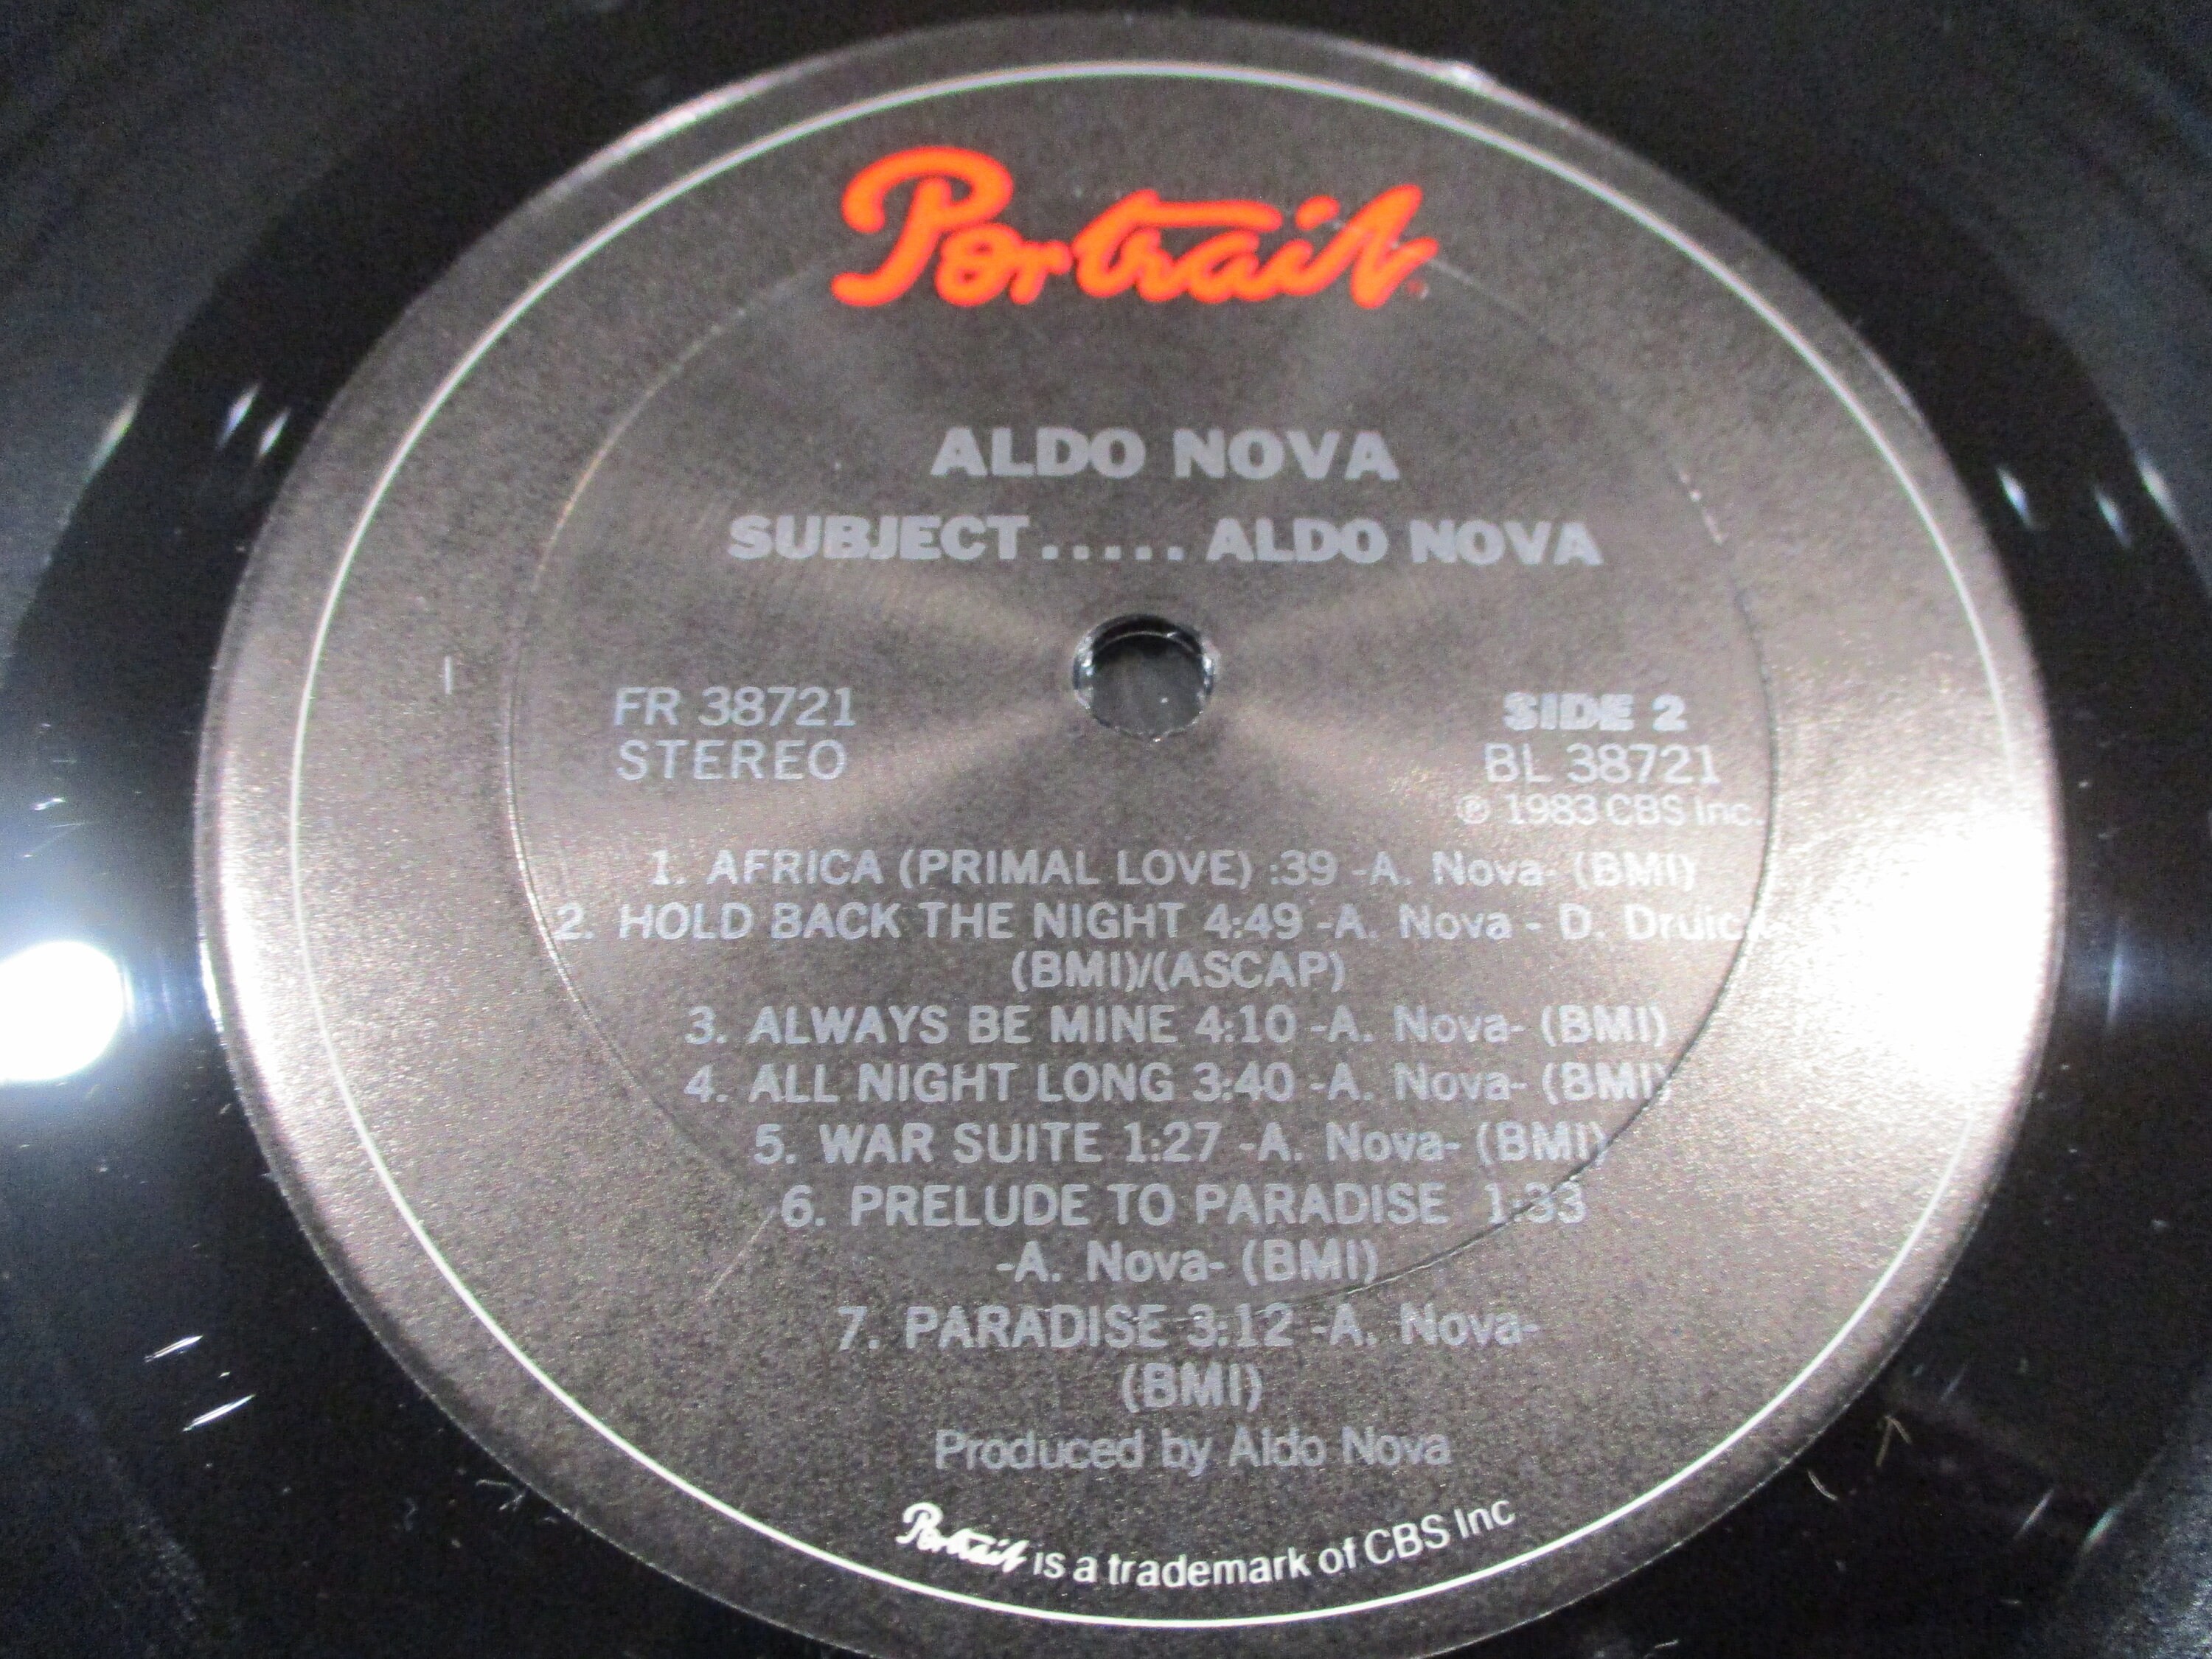 Portrait
ALDO NOVA
SUBJECT.....ALDO NOVA
FR 38721
STEREO
SIDE 2
BL 38721
℗ 1983 CBS Inc.
1. AFRICA (PRIMAL LOVE) :39 -A. Nova- (BMI)
2. HOLD BACK THE NIGHT 4:49 -A. Nova - D.
(BMI)/(ASCAP)
3. ALWAYS BE MINE 4:10 -A. Nova- (BMI)
4. ALL NIGHT LONG 3:40 -A. Nova- (BMI)
5. WAR SUITE 1:27 -A. Nova- (BMI)
6. PRELUDE TO PARADISE 1:33
-A. Nova- (BMI)
7. PARADISE 3:12 -A. Nova-
(BMI)
Produced by Aldo Nova
Portrait is a trademark of CBS Inc